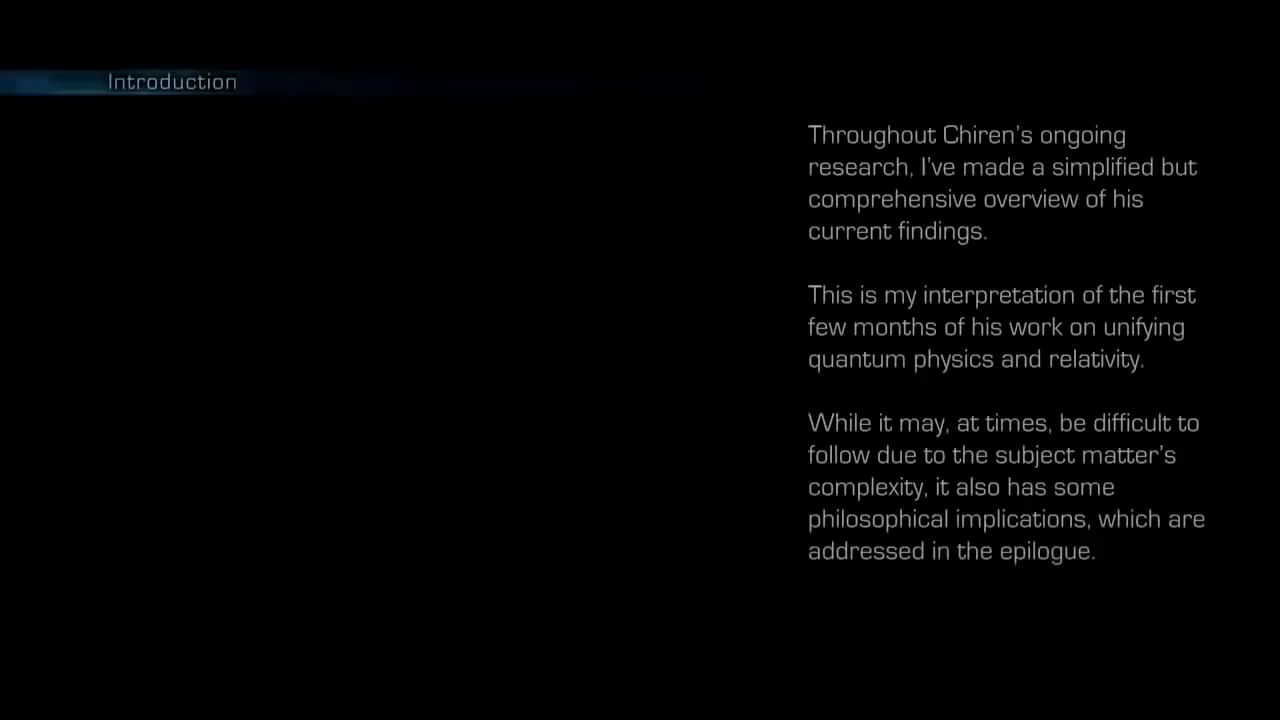 Introduction
Throughout Chiren's ongoing
research, I've made a simplified but
comprehensive overview of his
current findings.
This is my interpretation of the first
few months of his work on unifying
quantum physics and relativity.
While it may, at times, be difficult to
follow due to the subject matter's
complexity, it also has some
philosophical implications, which are
addressed in the epilogue.